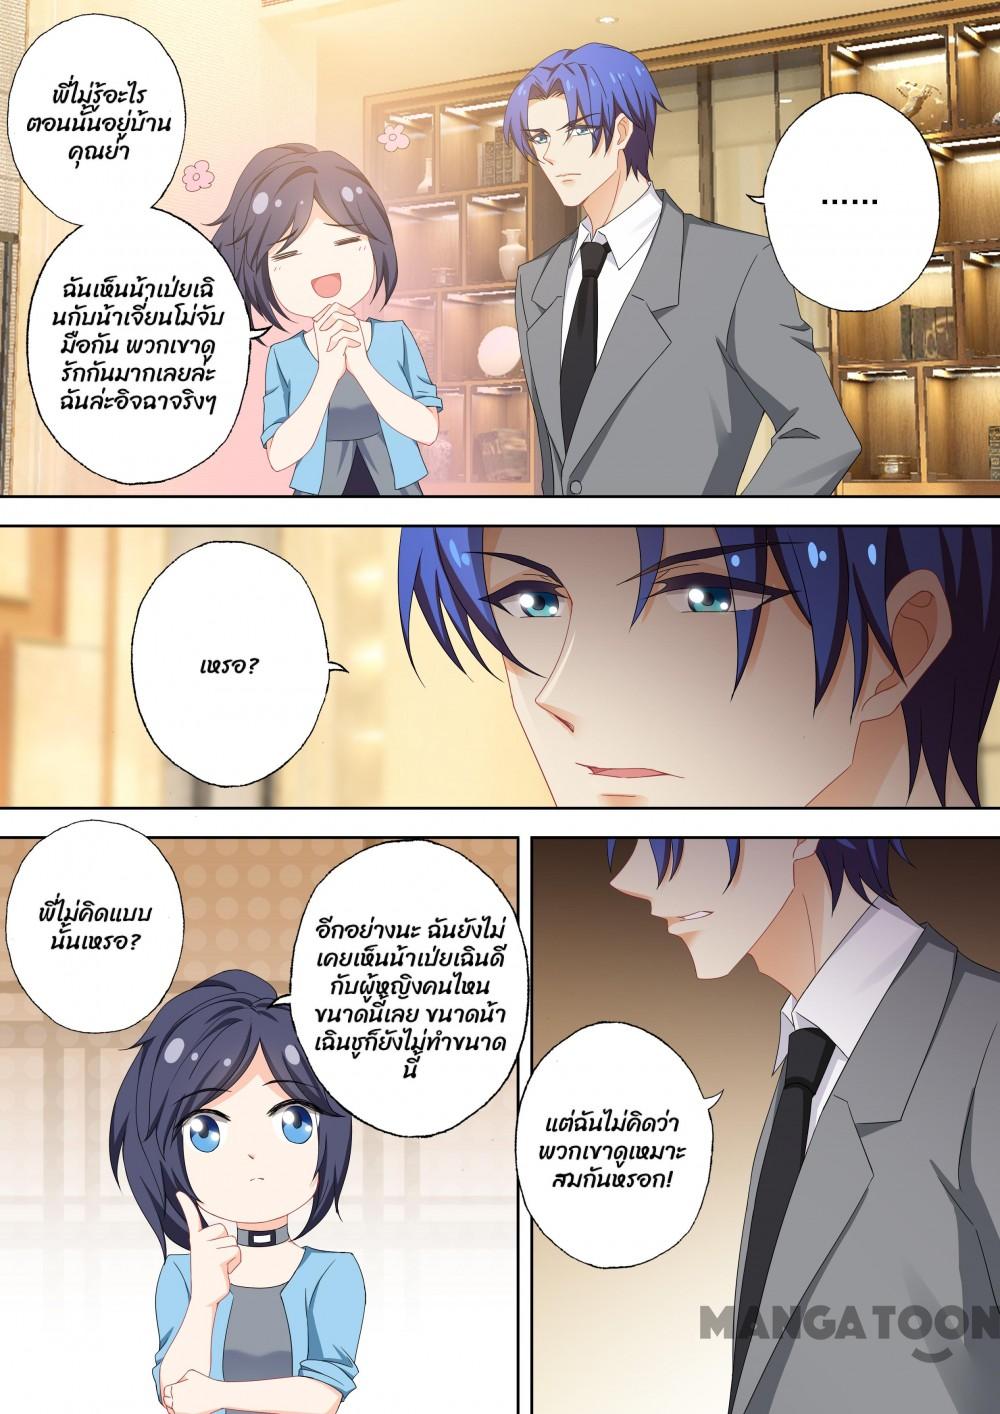 พี่ไม่รู้อะไร
ตอนนั้นอยู่บ้าน
คุณย่า
ฉันเห็นน้าเป่ยเฉิ
นกับน้าเจี่ยนโม่จับ
มือกัน พวกเขาดู
รักกันมากเลยล่ะ
ฉันล่ะอิจฉาจริงๆ
......
เหรอ?
พี่ไม่คิดแบบ
นั้นเหรอ?
อีกอย่างนะ ฉันยังไม่
เคยเห็นน้าเป่ยเฉินดี
กับผู้หญิงคนไหน
ขนาดนี้เลย ขนาดน้า
เฉินชูก็ยังไม่ทำขนาด
นี้
แต่ฉันไม่คิดว่า
พวกเขาดูเหมาะ
สมกันหรอก!
MANGATOON